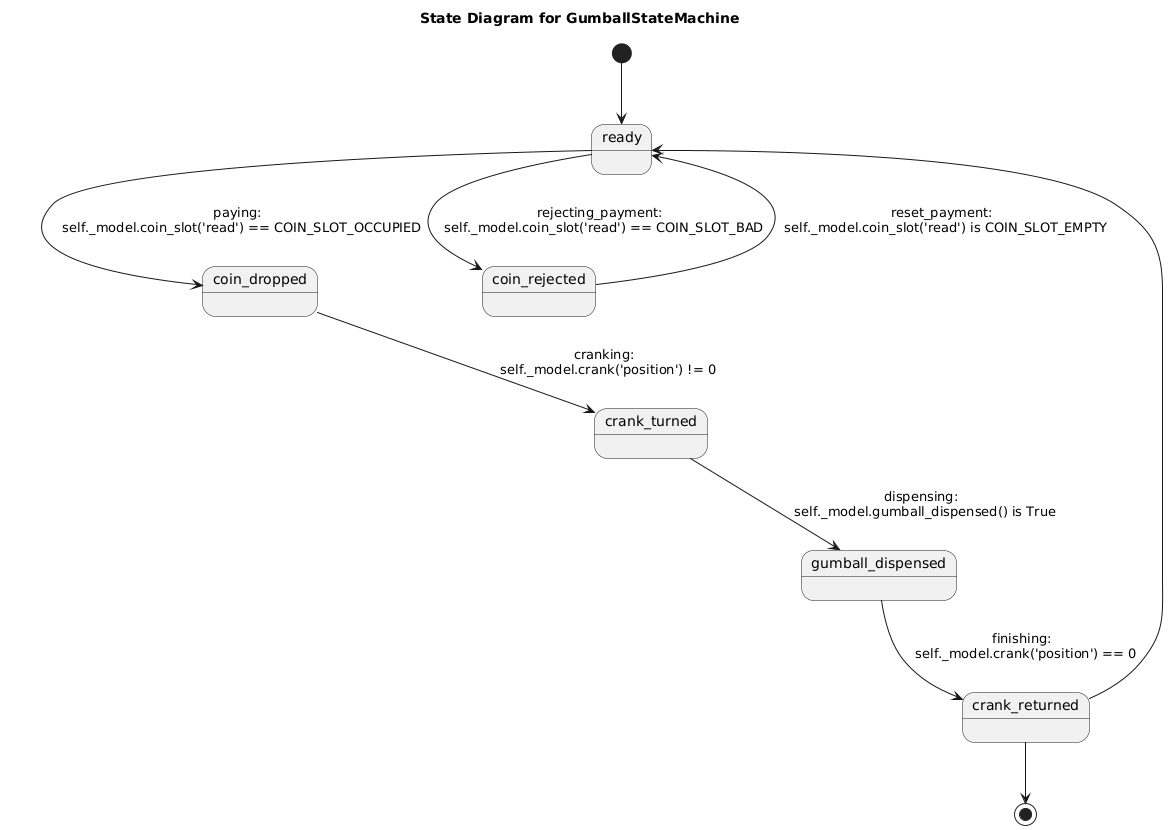 State Diagram for GumballStateMachine
ready
paying:
self._model.coin_slot('read') == COIN_SLOT_OCCUPIED
rejecting_payment:
self._model.coin_slot('read') == COIN_SLOT_BAD
reset_payment:
self._model.coin_slot('read') is COIN_SLOT_EMPTY
coin_dropped
coin_rejected
cranking:
self._model.crank('position') != 0
crank_turned
dispensing:
self._model.gumball_dispensed() is True
gumball_dispensed
finishing:
self._model.crank('position') == 0
crank_returned